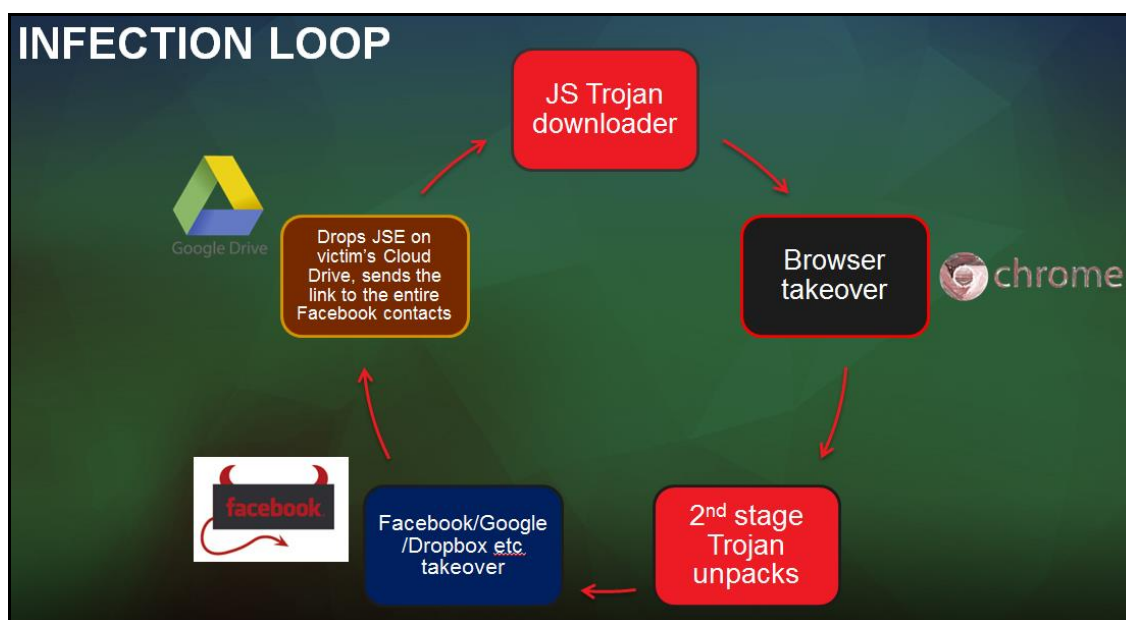 INFECTION LOOP
JS Trojan
downloader
Google Drive
Drops JSE on
victim's Cloud
Drive, sends the
link to the entire
Facebook contacts
Browser
takeover
chrome
facebook
Facebook/Google
/Dropbox etc
takeover
2nd stage
Trojan
unpacks